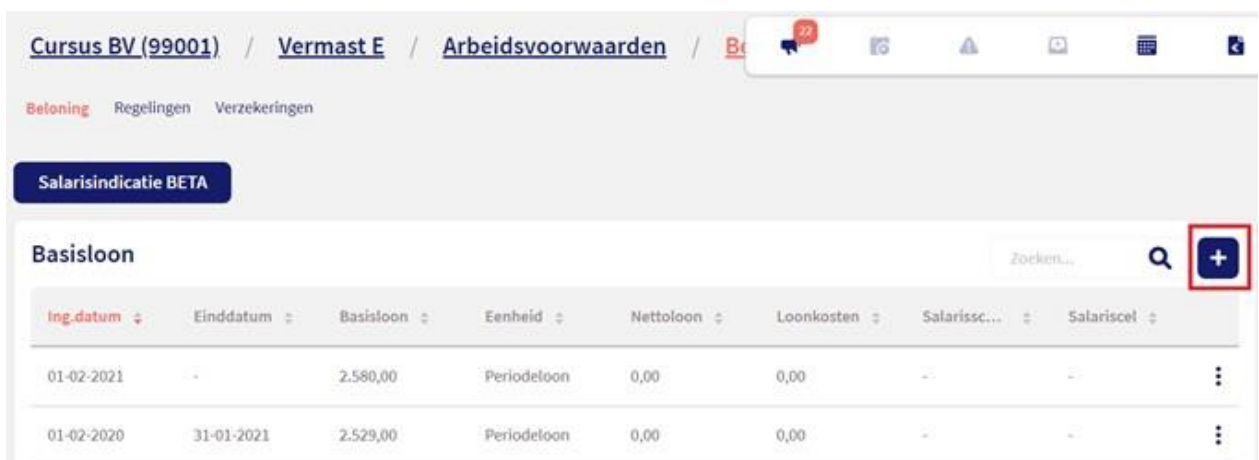 Cursus BV (99001) / Vermast E / Arbeidsvoorwaarden /
22
Beloning Regelingen Verzekeringen
Salarisindicatie BETA
Basisloon
Zoeken...
Ing.datum Einddatum Basisloon Eenheid Nettoloon Loonkosten Salarissc... Salariscel
01-02-2021 - 2.580,00 Periodeloon 0,00 0,00 - -
01-02-2020 31-01-2021 2.529,00 Periodeloon 0,00 0,00 - -